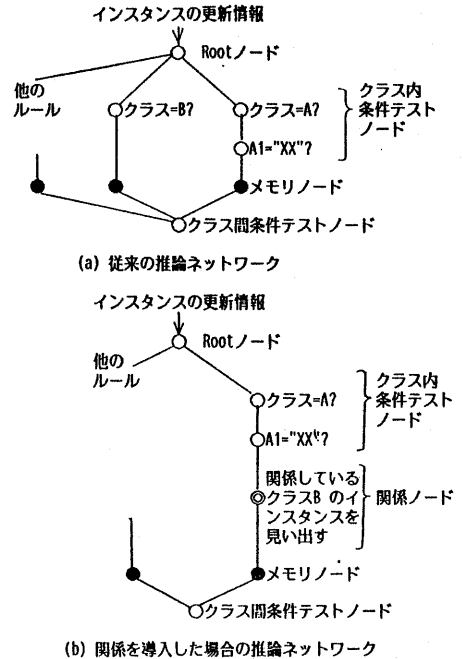 インスタンスの更新情報
Rootノード
他の
ルール
クラス=B?
クラス=A?
A1="XX"?
クラス内
条件テスト
ノード
メモリノード
クラス間条件テストノード
(a) 従来の推論ネットワーク
インスタンスの更新情報
Rootノード
他の
ルール
クラス=A?
A1="XX"?
クラス内
条件テスト
ノード
関係している
クラスB のイ
ンスタンスを
見い出す
関係ノード
メモリノード
クラス間条件テストノード
(b) 関係を導入した場合の推論ネットワーク